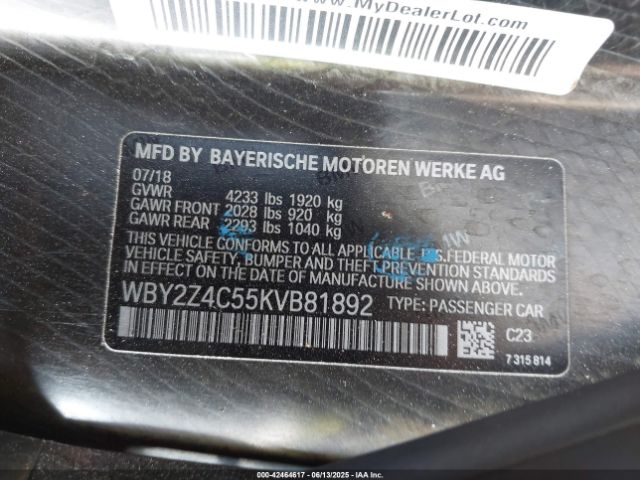 www.MyDealerLot.com
MFD BY BAYERISCHE MOTOREN WERKE AG
07/18
GVWR 4233 lbs 1920 kg
GAWR FRONT 2028 lbs 920 kg
GAWR REAR 2293 lbs 1040 kg
THIS VEHICLE CONFORMS TO ALL APPLICABLE U.S. FEDERAL MOTOR
VEHICLE SAFETY, BUMPER AND THEFT PREVENTION STANDARDS
IN EFFECT ON THE DATE OF MANUFACTURE SHOWN ABOVE.
WBY2Z4C55KVB81892 TYPE: PASSENGER CAR
C23
7 315 814
000-42464617 - 06/13/2025 - IAAI.COM